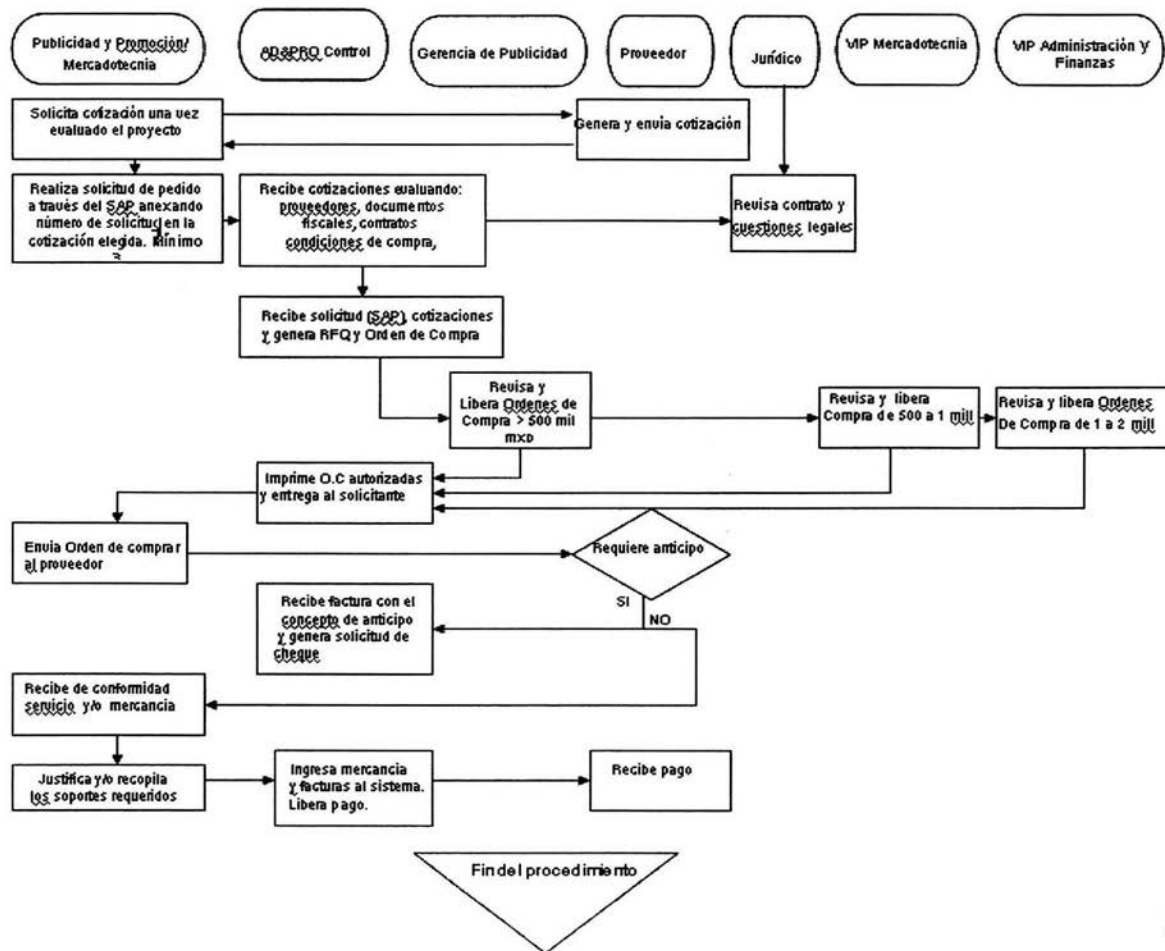 Publicidad y Promoción/
Mercadotecnia
AD&PRO Control
Gerencia de Publicidad
Proveedor
Jurídico
VIP Mercadotecnia
VIP Administración y
Finanzas
Solicita cotización una vez
evaluado el proyecto
Genera y envía cotización
Realiza solicitud de pedido
a través del SAP anexando
número de solicitud en la
cotización elegida. Mínimo
Recibe cotizaciones evaluando:
proveedores, documentos
fiscales, contratos
condiciones de compra,
Revisa contrato y
cuestiones legales
Recibe solicitud (SAP), cotizaciones
y genera RFQ y Orden de Compra
Revisa y
Libera Ordenes de
Compra > 500 mil
mxp
Revisa y libera
Compra de 500 a 1 mill
Revisa y libera Ordenes
De Compra de 1 a 2 mill
Imprime O.C autorizadas
y entrega al solicitante
Envia Orden de comprar
al proveedor
Requiere anticipo
SI
NO
Recibe factura con el
concepto de anticipo
y genera solicitud de
cheque
Recibe de conformidad
servicio y/o mercancia
Justifica y/o recopila
los soportes requeridos
Ingresa mercancia
y facturas al sistema.
Libera pago.
Recibe pago
Fin del procedimiento